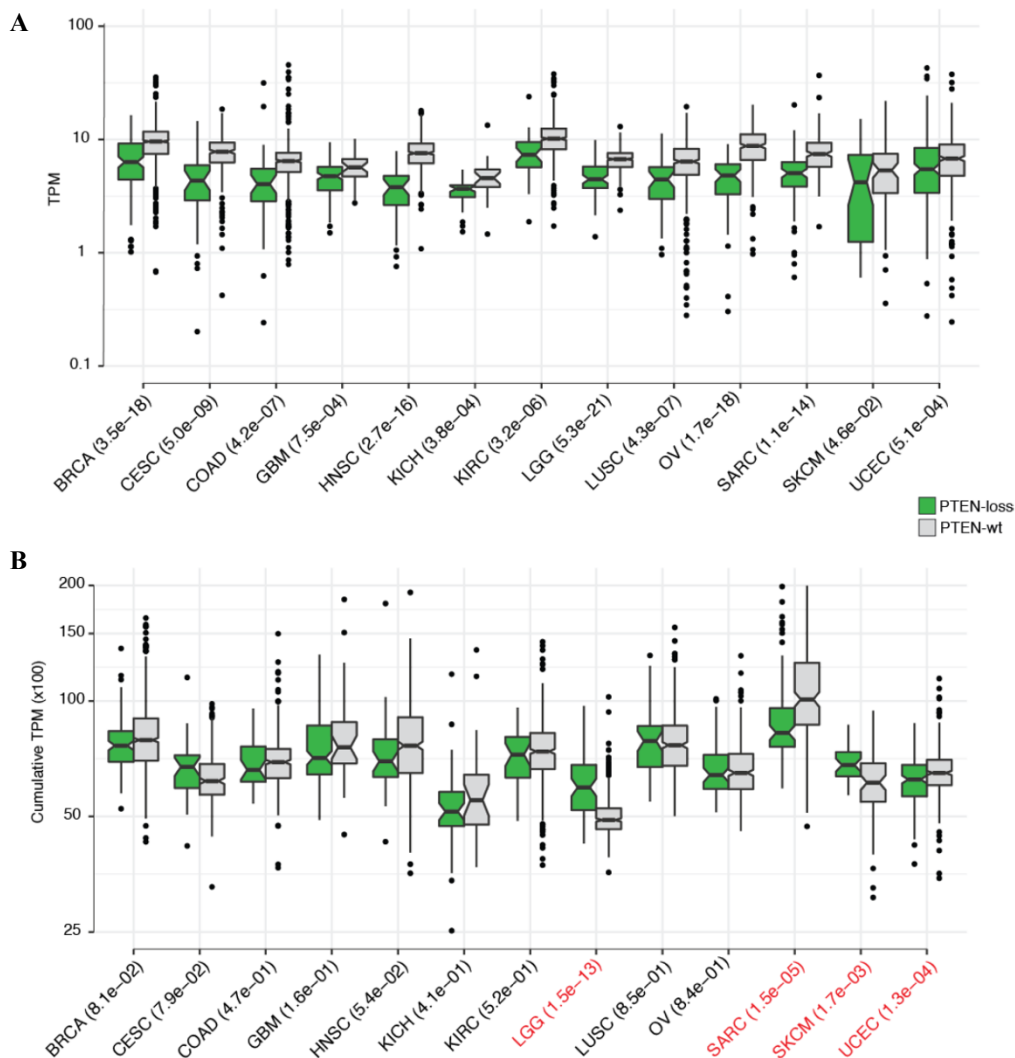 A
100
10
1
0.1
TPM
BRCA (3.5e−18)
CESC (5.0e−09)
COAD (4.2e−07)
GBM (7.5e−04)
HNSC (2.7e−16)
KICH (3.8e−04)
KIRC (3.2e−06)
LGG (5.3e−21)
LUSC (4.3e−07)
OV (1.7e−18)
SARC (1.1e−14)
SKCM (4.6e−02)
UCEC (5.1e−04)
PTEN-loss
PTEN-wt
B
200
150
100
50
25
Cumulative TPM (x100)
BRCA (8.1e−02)
CESC (7.9e−02)
COAD (4.7e−01)
GBM (1.6e−01)
HNSC (5.4e−02)
KICH (4.1e−01)
KIRC (5.2e−01)
LGG (1.5e−13)
LUSC (8.5e−01)
OV (8.4e−01)
SARC (1.5e−05)
SKCM (1.7e−03)
UCEC (1.3e−04)